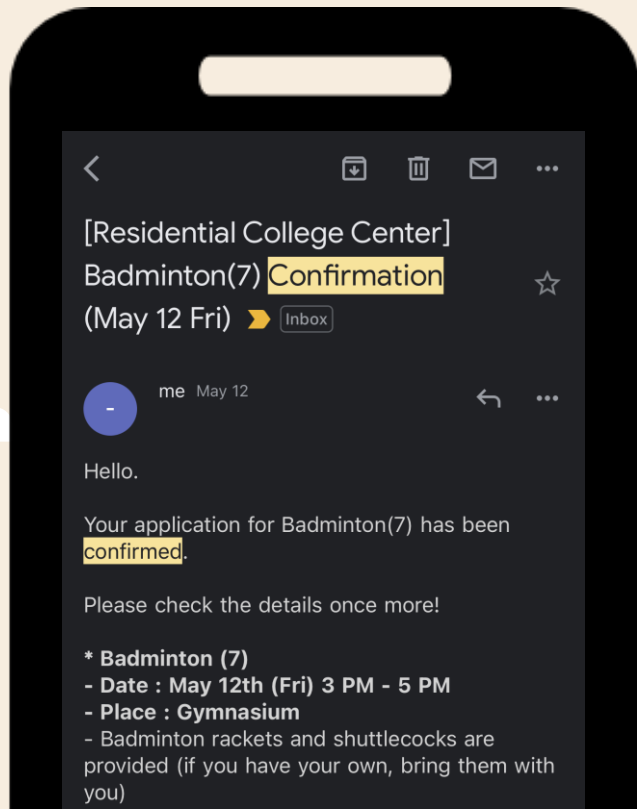 [Residential College Center]
Badminton(7) Confirmation
(May 12 Fri) Inbox
- me May 12
Hello.
Your application for Badminton(7) has been
confirmed.
Please check the details once more!
* Badminton (7)
- Date : May 12th (Fri) 3 PM - 5 PM
- Place : Gymnasium
- Badminton rackets and shuttlecocks are
provided (if you have your own, bring them with
you)